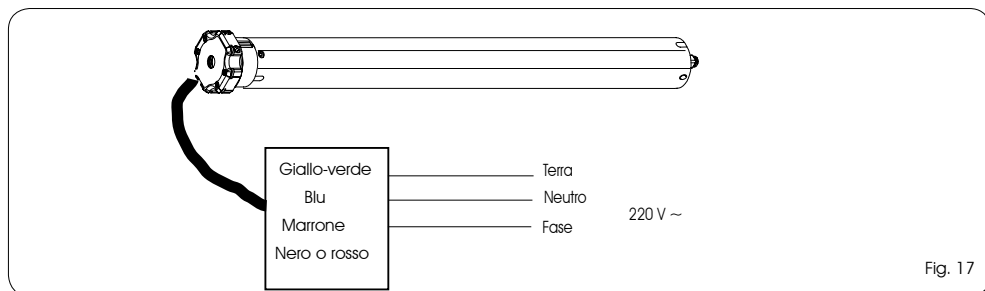 Giallo-verde Terra
Blu Neutro
Marrone Fase
Nero o rosso
220 V ~
Fig. 17